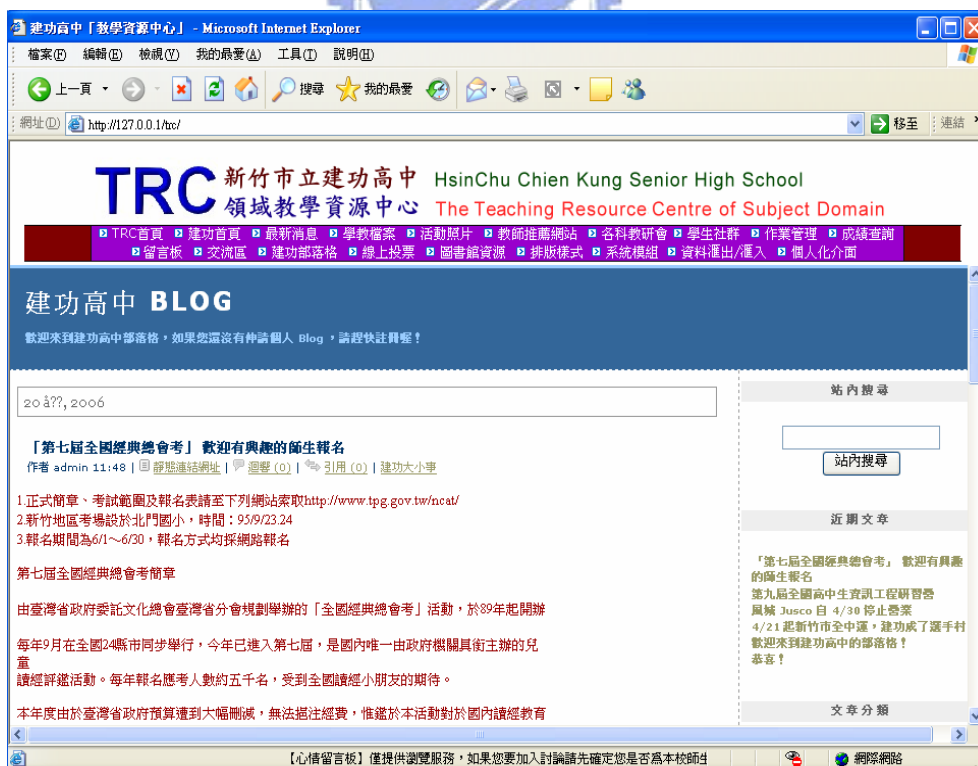 建功高中「教學資源中心」 - Microsoft Internet Explorer
檔案(F) 編輯(E) 檢視(V) 我的最愛(A) 工具(T) 說明(H)
上一頁 搜尋 我的最愛
網址(D) http://127.0.0.1/trc/ 移至 連結
TRC 新竹市立建功高中 HsinChu Chien Kung Senior High School
領域教學資源中心 The Teaching Resource Centre of Subject Domain
TRC首頁 建功首頁 最新消息 學教檔案 活動照片 教師推薦網站 各科教研會 學生社群 作業管理 成績查詢
留言板 交流區 建功部落格 線上投票 圖書館資源 排版樣式 系統模組 資料匯出/匯入 個人化介面
建功高中 BLOG
歡迎來到建功高中部落格，如果您還沒有伸請個人 Blog ，請趕快註冊喔！
20 å??, 2006
「第七屆全國經典總會考」 歡迎有興趣的師生報名
作者 admin 11:48 | 靜態連結網址 | 迴響 (0) | 引用 (0) | 建功大小事
1.正式簡章、考試範圍及報名表請至下列網站索取http://www.tpg.gov.tw/ncat/
2.新竹地區考場設於北門國小，時間：95/9/23.24
3.報名期間為6/1～6/30，報名方式均採網路報名
第七屆全國經典總會考簡章
由臺灣省政府委託文化總會臺灣省分會規劃舉辦的「全國經典總會考」活動，於89年起開辦
每年9月在全國24縣市同步舉行，今年已進入第七屆，是國內唯一由政府機關具銜主辦的兒
童
讀經評鑑活動。每年報名應考人數約五千名，受到全國讀經小朋友的期待。
本年度由於臺灣省政府預算遭到大幅刪減，無法挹注經費，惟鑑於本活動對於國內讀經教育
站內搜尋
站內搜尋
近期文章
「第七屆全國經典總會考」 歡迎有興趣
的師生報名
第九屆全國高中生資訊工程研習營
風城 Jusco 自 4/30 停止營業
4/21 起新竹市全中運，建功成了選手村
歡迎來到建功高中的部落格！
恭喜！
文章分類
【心情留言板】僅提供瀏覽服務，如果您要加入討論請先確定您是否為本校師生 網際網路